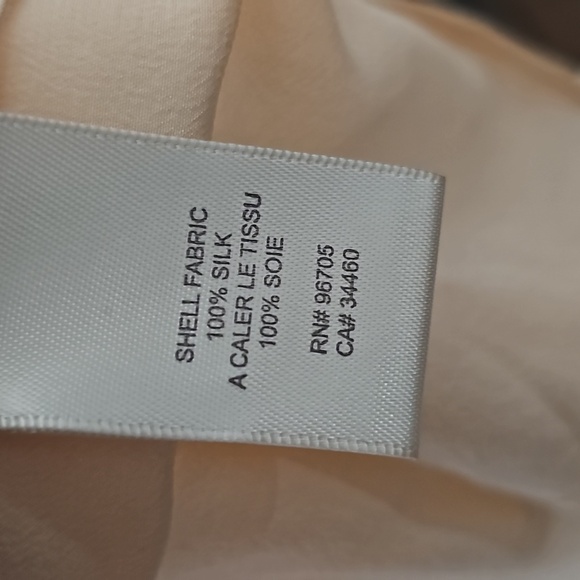 SHELL FABRIC
100% SILK
A CALER LE TISSU
100% SOIE
RN# 96705
CA# 34460